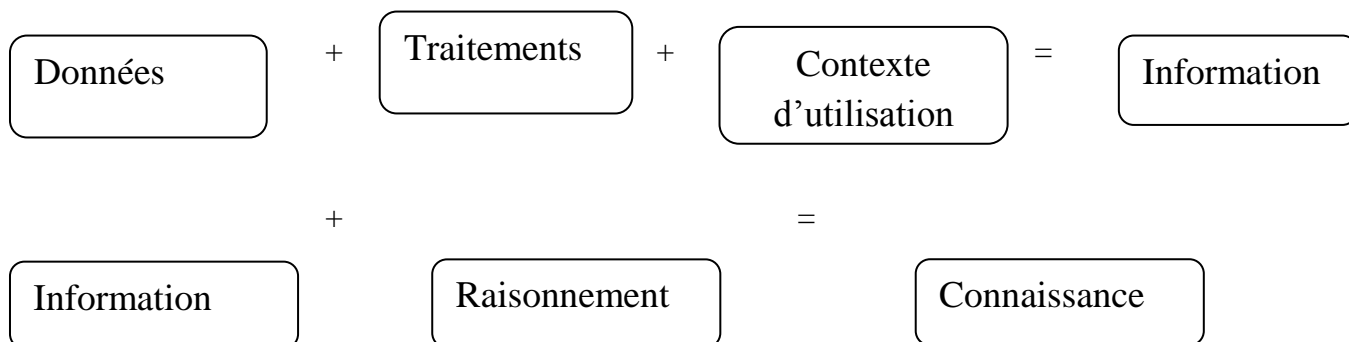 Données + Traitements + Contexte d’utilisation = Information
Information + Raisonnement = Connaissance